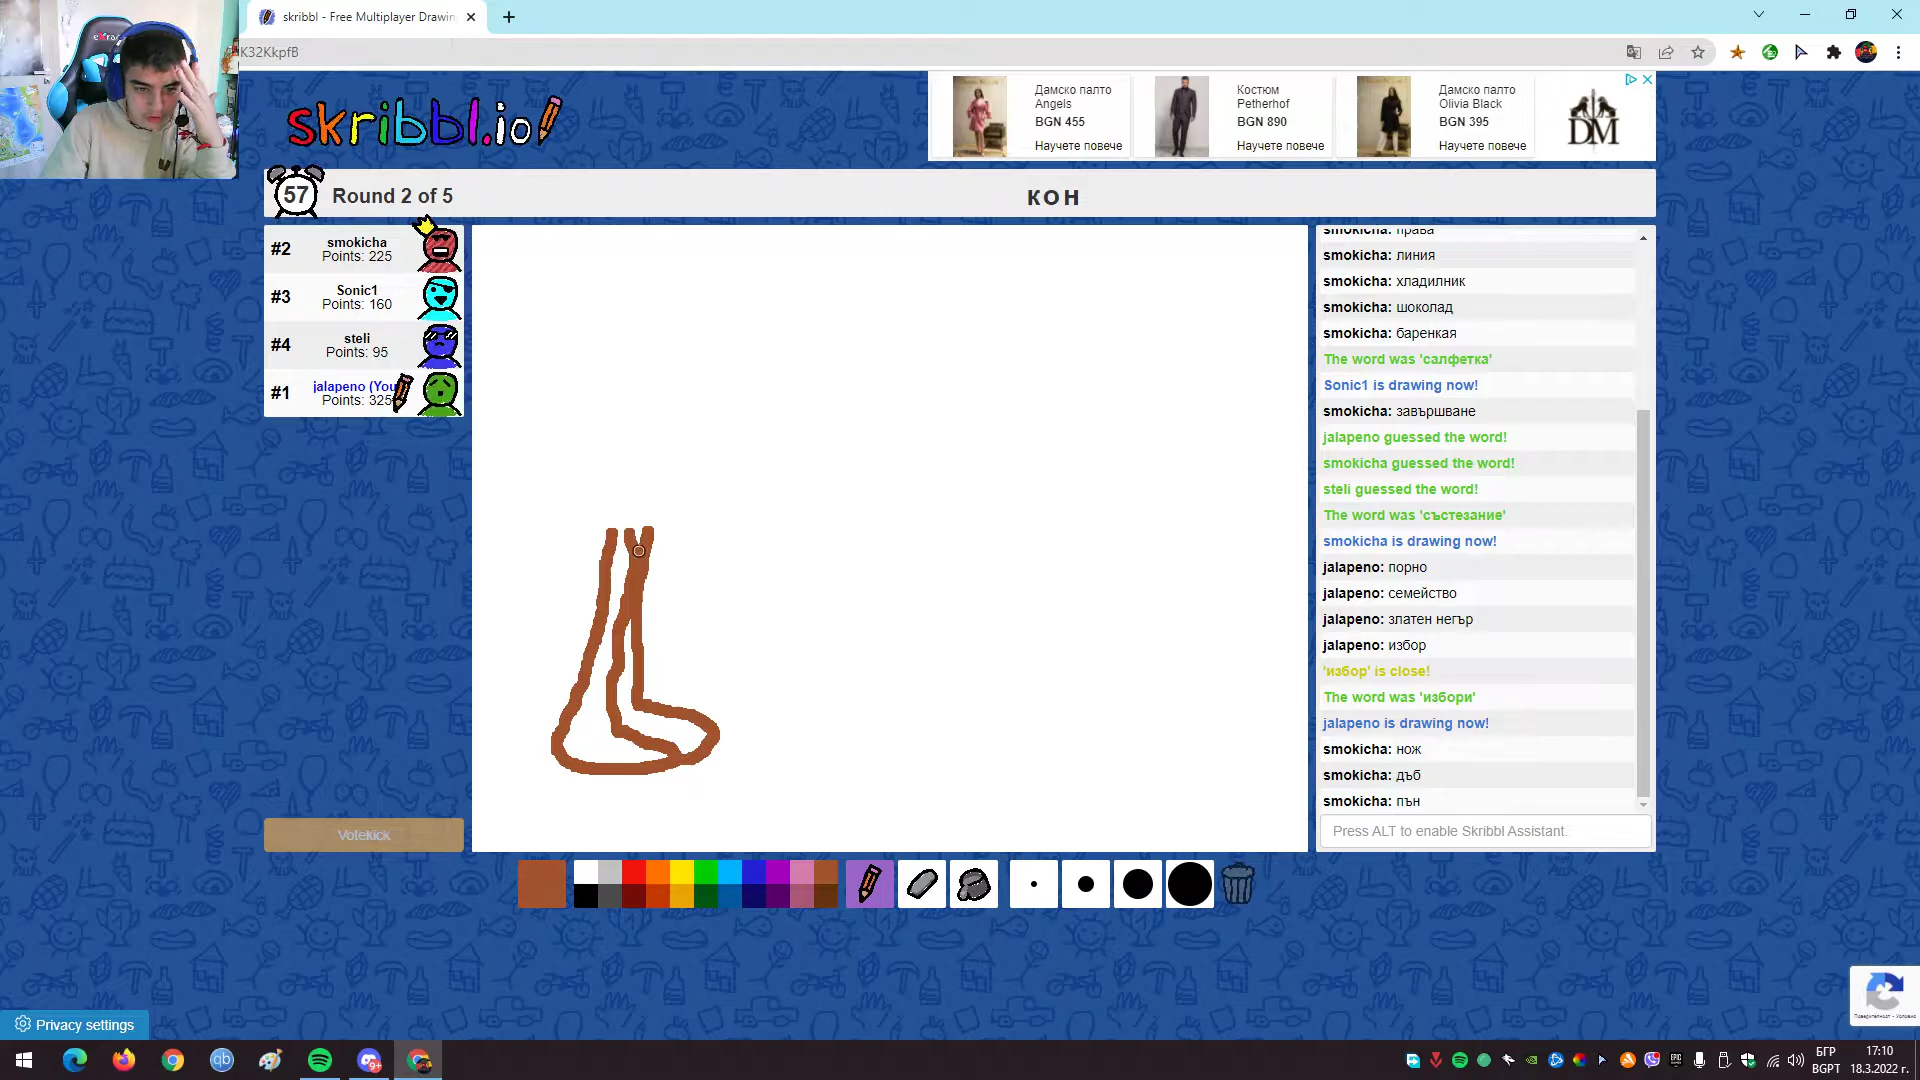 skribbl - Free Multiplayer Drawin
K32KkpfB
skribbl.io
Дамско палто
Angels
BGN 455
Научете повече
Костюм
Petherhof
BGN 890
Научете повече
Дамско палто
Olivia Black
BGN 395
Научете повече
DM
57
Round 2 of 5
КОН
#2
smokicha
Points: 225
#3
Sonic1
Points: 160
#4
steli
Points: 95
#1
jalapeno (You
Points: 325
Votekick
smokicha: права
smokicha: линия
smokicha: хладилник
smokicha: шоколад
smokicha: баренкая
The word was 'салфетка'
Sonic1 is drawing now!
smokicha: завършване
jalapeno guessed the word!
smokicha guessed the word!
steli guessed the word!
The word was 'състезание'
smokicha is drawing now!
jalapeno: порно
jalapeno: семейство
jalapeno: златен негър
jalapeno: избор
'избор' is close!
The word was 'избори'
jalapeno is drawing now!
smokicha: нож
smokicha: дъб
smokicha: пън
Press ALT to enable Skribbl Assistant.
Privacy settings
qb
9+
EPIC
БГР
BGPT
17:10
18.3.2022 г.